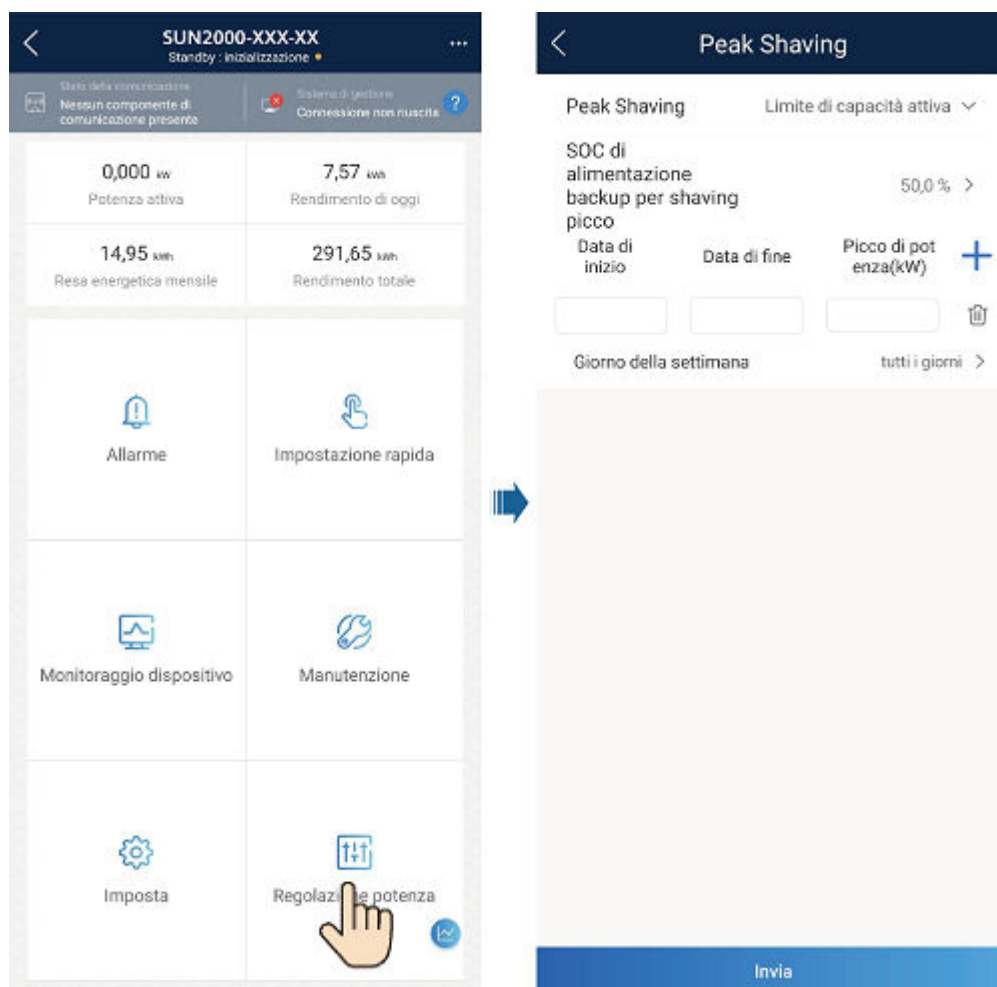 SUN2000-XXX-XX
Standby : inizializzazione
Stato della comunicazione
Nessun componente di
comunicazione presente
Sistema di gestione
Connessione non riuscita
?
0,000 kW
Potenza attiva
7,57 kWh
Rendimento di oggi
14,95 kWh
Resa energetica mensile
291,65 kWh
Rendimento totale
Allarme
Impostazione rapida
Monitoraggio dispositivo
Manutenzione
Imposta
Regolazi ne potenza
Peak Shaving
Peak Shaving
Limite di capacità attiva
SOC di
alimentazione
backup per shaving
picco
50,0 %
Data di
inizio
Data di fine
Picco di pot
enza(kW)
Giorno della settimana
tutti i giorni
Invia